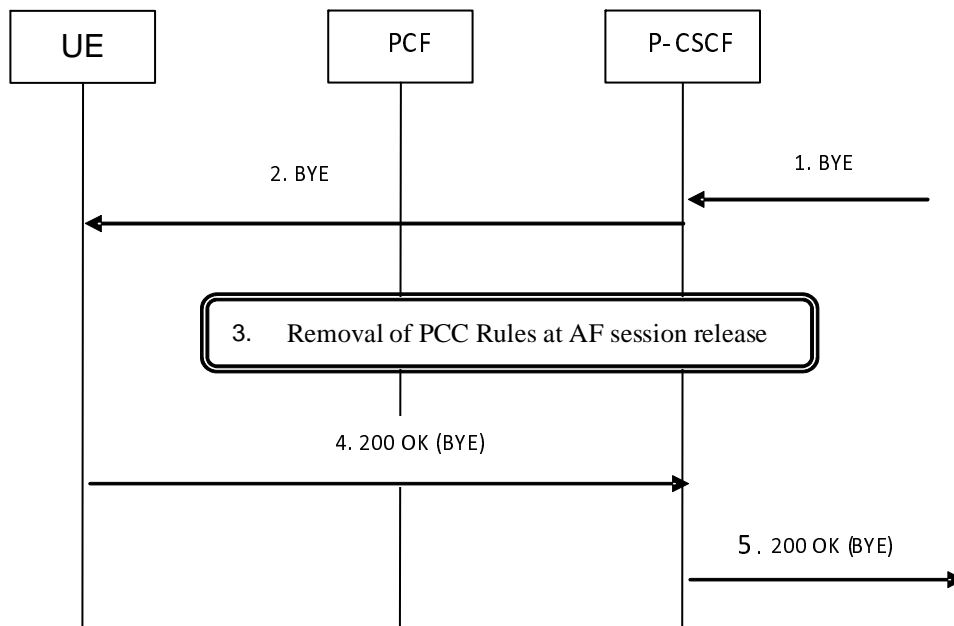 UE
PCF
P-CSCF
1. BYE
2. BYE
3. Removal of PCC Rules at AF session release
4. 200 OK (BYE)
5. 200 OK (BYE)